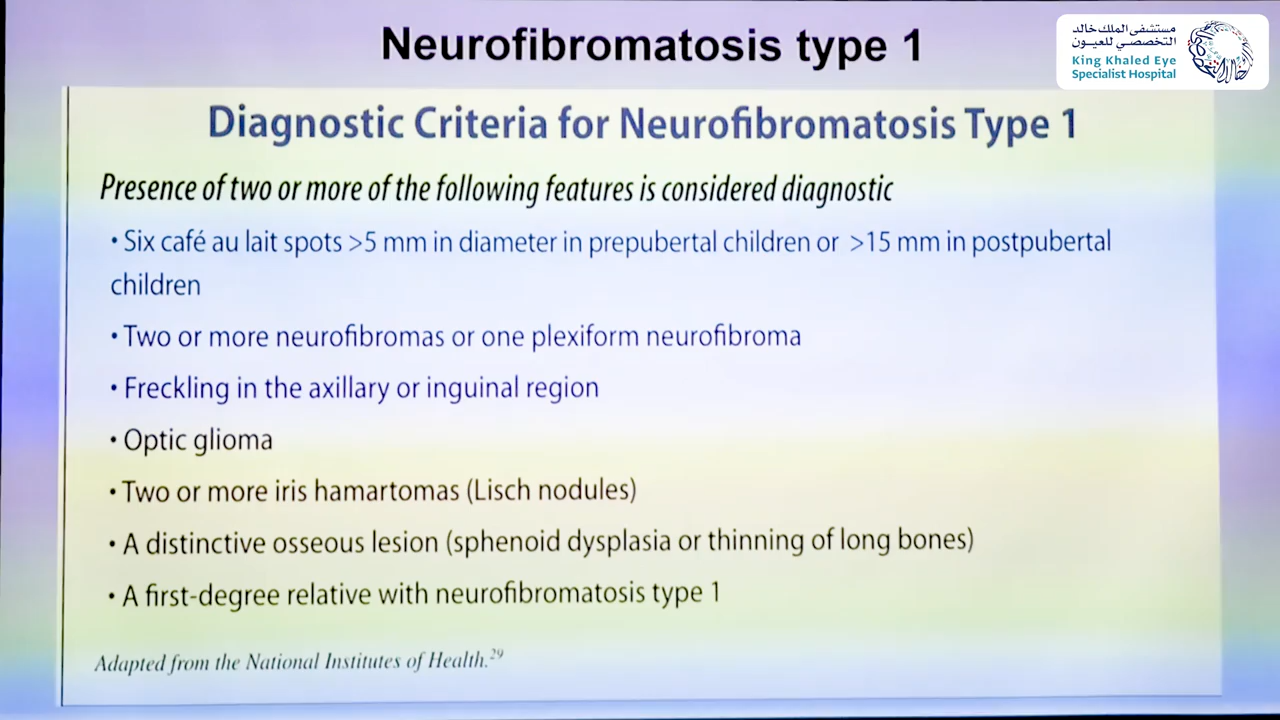 Neurofibromatosis type 1
مستشفى الملك خالد
التخصصي للعيون
King Khaled Eye
Specialist Hospital
Diagnostic Criteria for Neurofibromatosis Type 1
Presence of two or more of the following features is considered diagnostic
• Six café au lait spots >5 mm in diameter in prepubertal children or >15 mm in postpubertal
children
• Two or more neurofibromas or one plexiform neurofibroma
• Freckling in the axillary or inguinal region
• Optic glioma
• Two or more iris hamartomas (Lisch nodules)
• A distinctive osseous lesion (sphenoid dysplasia or thinning of long bones)
• A first-degree relative with neurofibromatosis type 1
Adapted from the National Institutes of Health.29